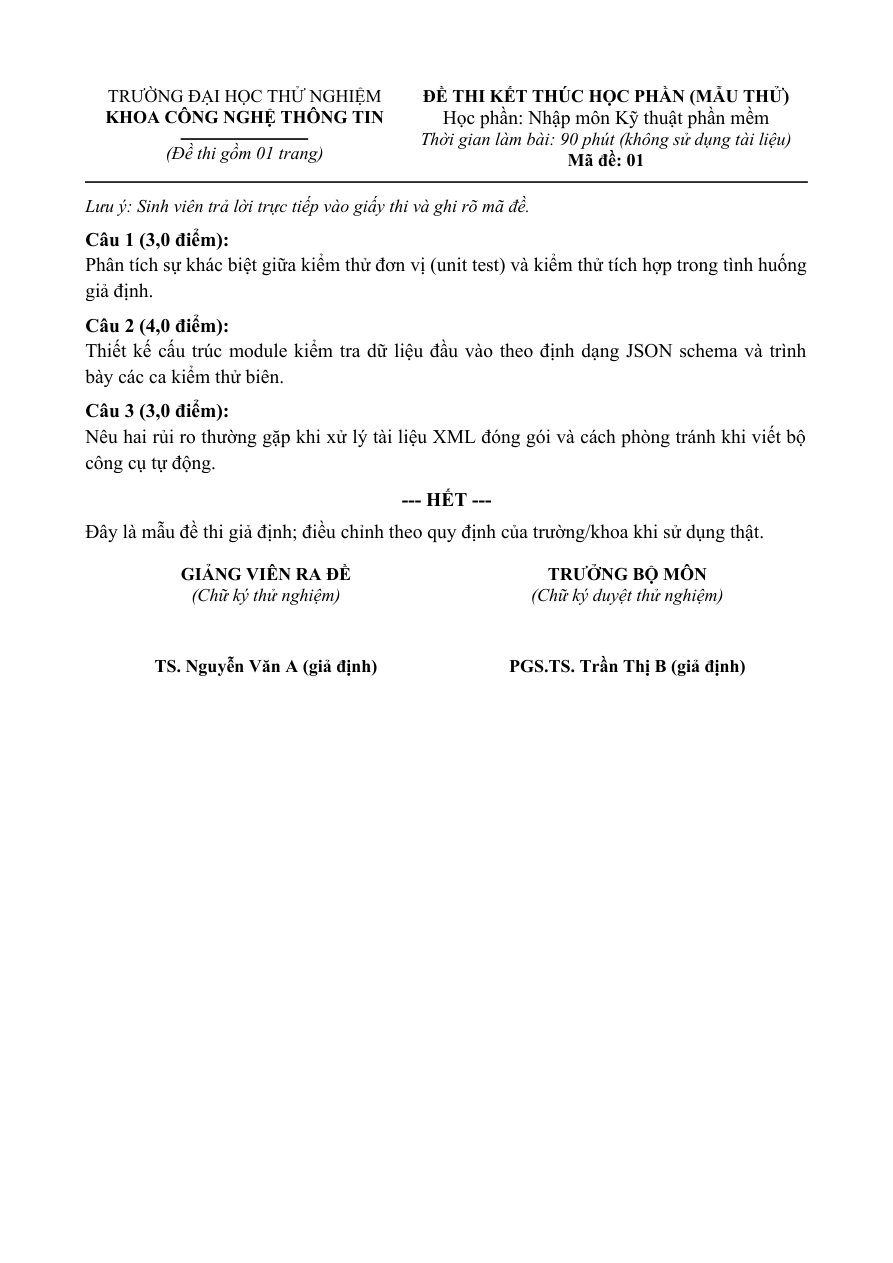 TRƯỜNG ĐẠI HỌC THỬ NGHIỆM
KHOA CÔNG NGHỆ THÔNG TIN
(Đề thi gồm 01 trang)
ĐỀ THI KẾT THÚC HỌC PHẦN (MẪU THỬ)
Học phần: Nhập môn Kỹ thuật phần mềm
Thời gian làm bài: 90 phút (không sử dụng tài liệu)
Mã đề: 01
Lưu ý: Sinh viên trả lời trực tiếp vào giấy thi và ghi rõ mã đề.
Câu 1 (3,0 điểm):
Phân tích sự khác biệt giữa kiểm thử đơn vị (unit test) và kiểm thử tích hợp trong tình huống
giả định.
Câu 2 (4,0 điểm):
Thiết kế cấu trúc module kiểm tra dữ liệu đầu vào theo định dạng JSON schema và trình
bày các ca kiểm thử biên.
Câu 3 (3,0 điểm):
Nêu hai rủi ro thường gặp khi xử lý tài liệu XML đóng gói và cách phòng tránh khi viết bộ
công cụ tự động.
--- HẾT ---
Đây là mẫu đề thi giả định; điều chỉnh theo quy định của trường/khoa khi sử dụng thật.
GIẢNG VIÊN RA ĐỀ
(Chữ ký thử nghiệm)
TS. Nguyễn Văn A (giả định)
TRƯỞNG BỘ MÔN
(Chữ ký duyệt thử nghiệm)
PGS.TS. Trần Thị B (giả định)